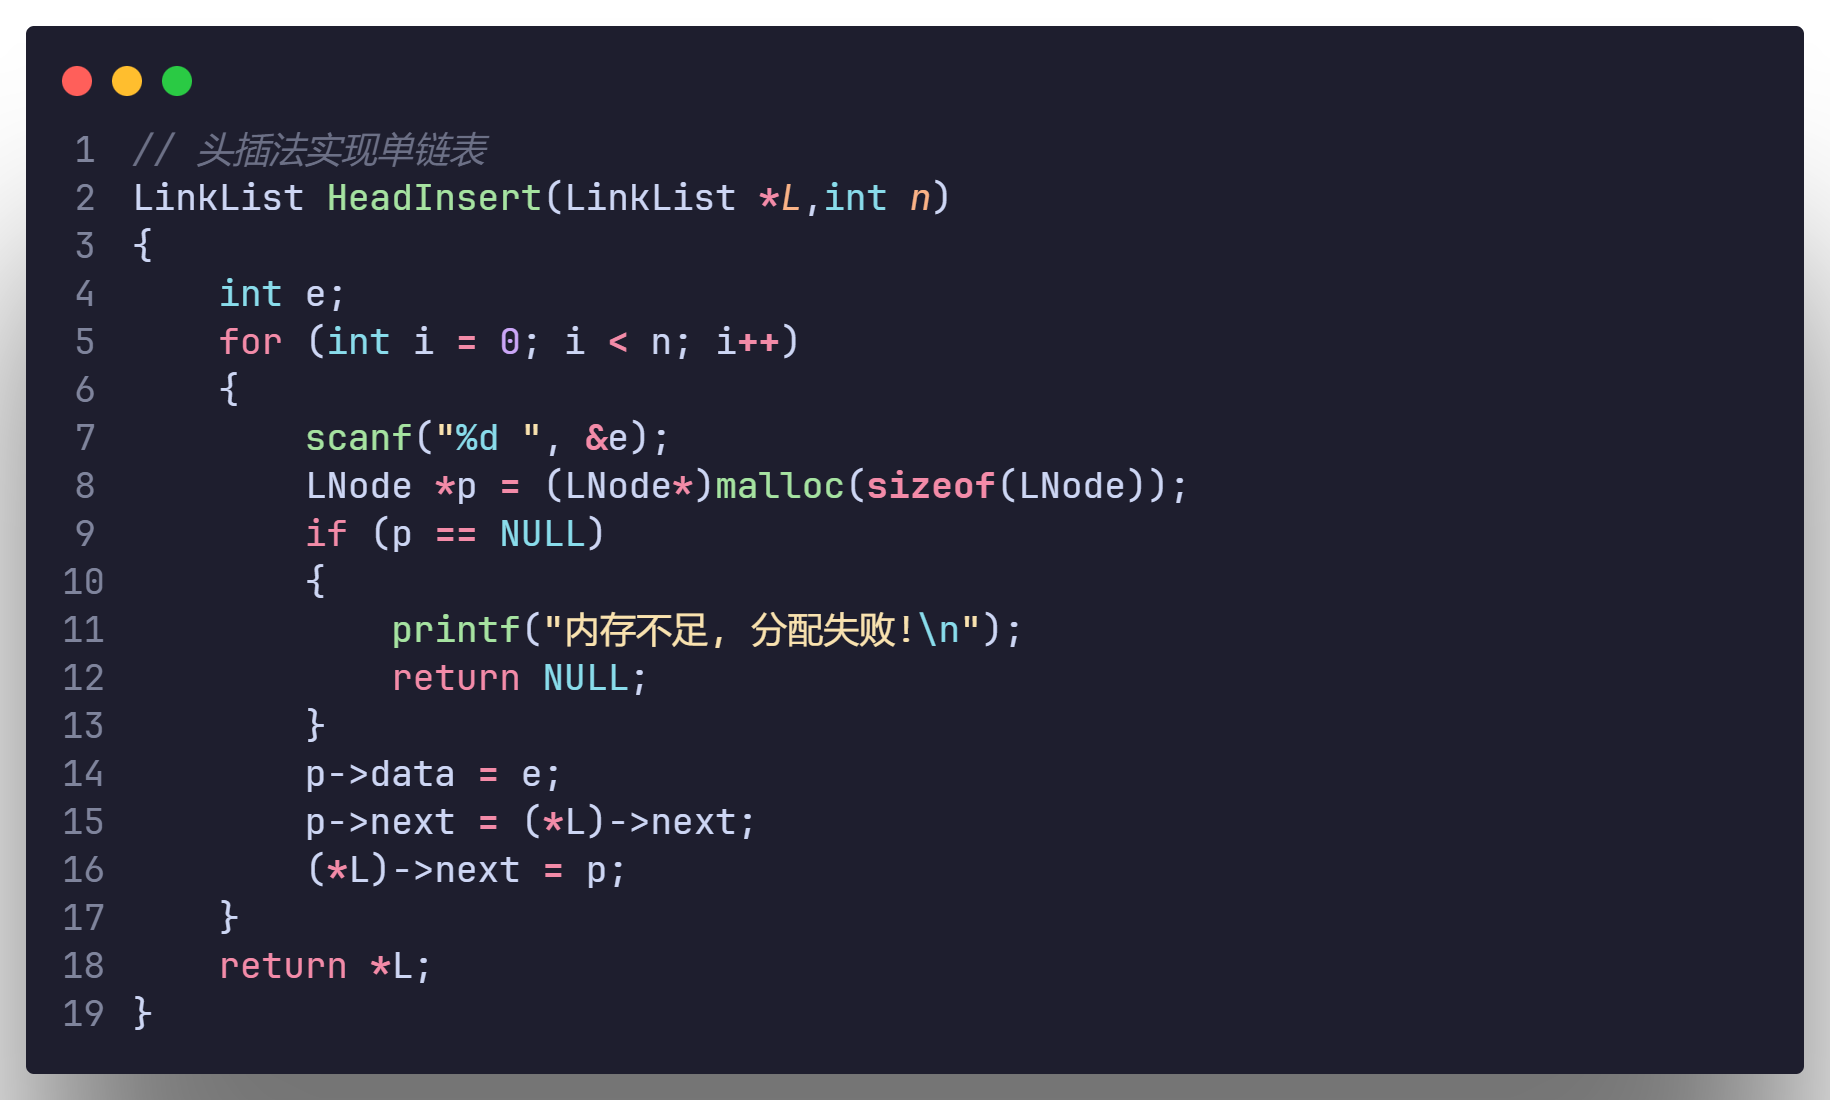 1 // 头插法实现单链表
2 LinkList HeadInsert(LinkList *L,int n)
3 {
4     int e;
5     for (int i = 0; i < n; i++)
6     {
7         scanf("%d ", &e);
8         LNode *p = (LNode*)malloc(sizeof(LNode));
9         if (p == NULL)
10         {
11             printf("内存不足, 分配失败!\n");
12             return NULL;
13         }
14         p->data = e;
15         p->next = (*L)->next;
16         (*L)->next = p;
17     }
18     return *L;
19 }